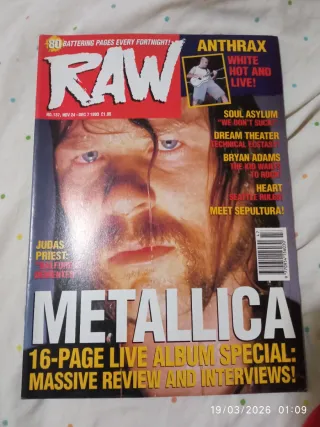 80 BATTERING PAGES EVERY FORTNIGHT!
RAW
ANTHRAX
WHITE
HOT AND
LIVE!
SOUL ASYLUM
"WE DON'T SUCK"
DREAM THEATER
TECHNICAL ECSTASY
BRYAN ADAMS
THE KID WANTS
TO ROCK
HEART
SEATTLE RULES!
MEET SEPULTURA!
JUDAS
PRIEST:
METALLICA
16-PAGE LIVE ALBUM SPECIAL:
MASSIVE REVIEW AND INTERVIEWS!
19/03/2026 01:09